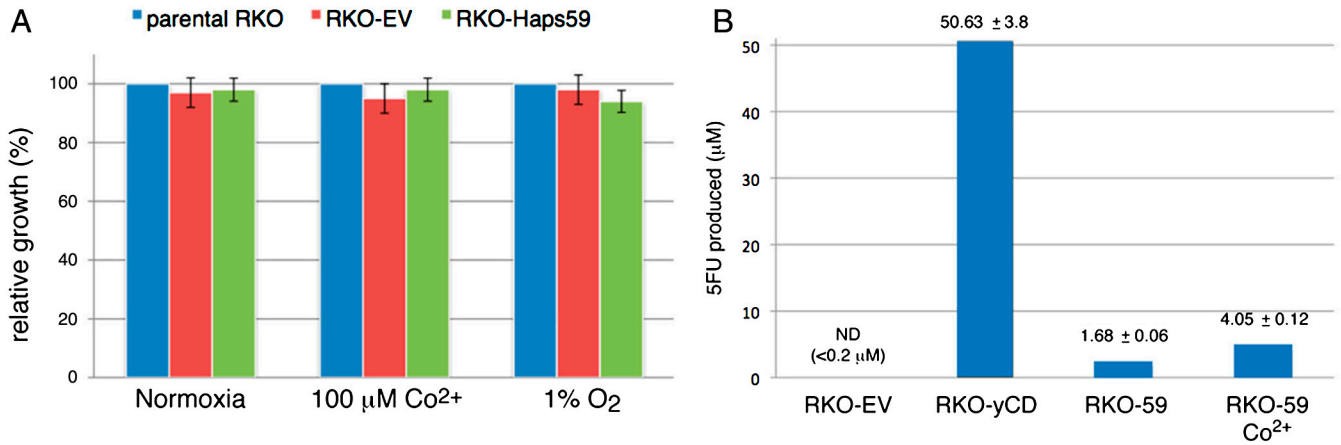 A
parental RKO RKO-EV RKO-Haps59
relative growth (%)
100
80
60
40
20
0
Normoxia 100 μM Co2+ 1% O2
B
5FU produced (μM)
50
40
30
20
10
0
50.63 ± 3.8
ND
(<0.2 μM)
1.68 ± 0.06
4.05 ± 0.12
RKO-EV RKO-yCD RKO-59 RKO-59
Co2+